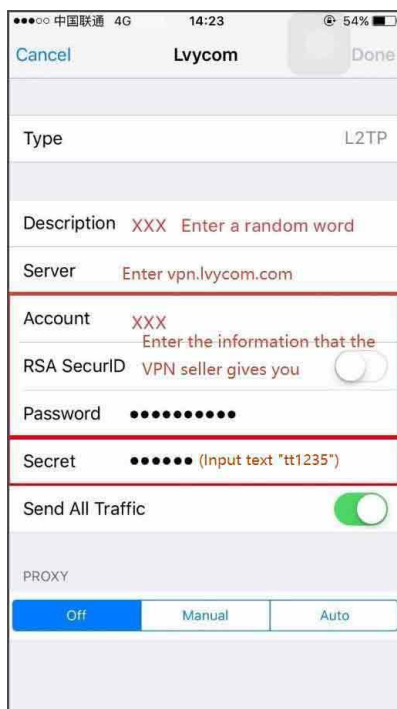 中国联通 4G 14:23 54%
Cancel Lvycom Done
Type L2TP
Description XXX Enter a random word
Server Enter vpn.lvycom.com
Account XXX
Enter the information that the
RSA SecurID VPN seller gives you
Password ●●●●●●●●●●
Secret ●●●●●● (Input text "tt1235")
Send All Traffic
PROXY
Off Manual Auto